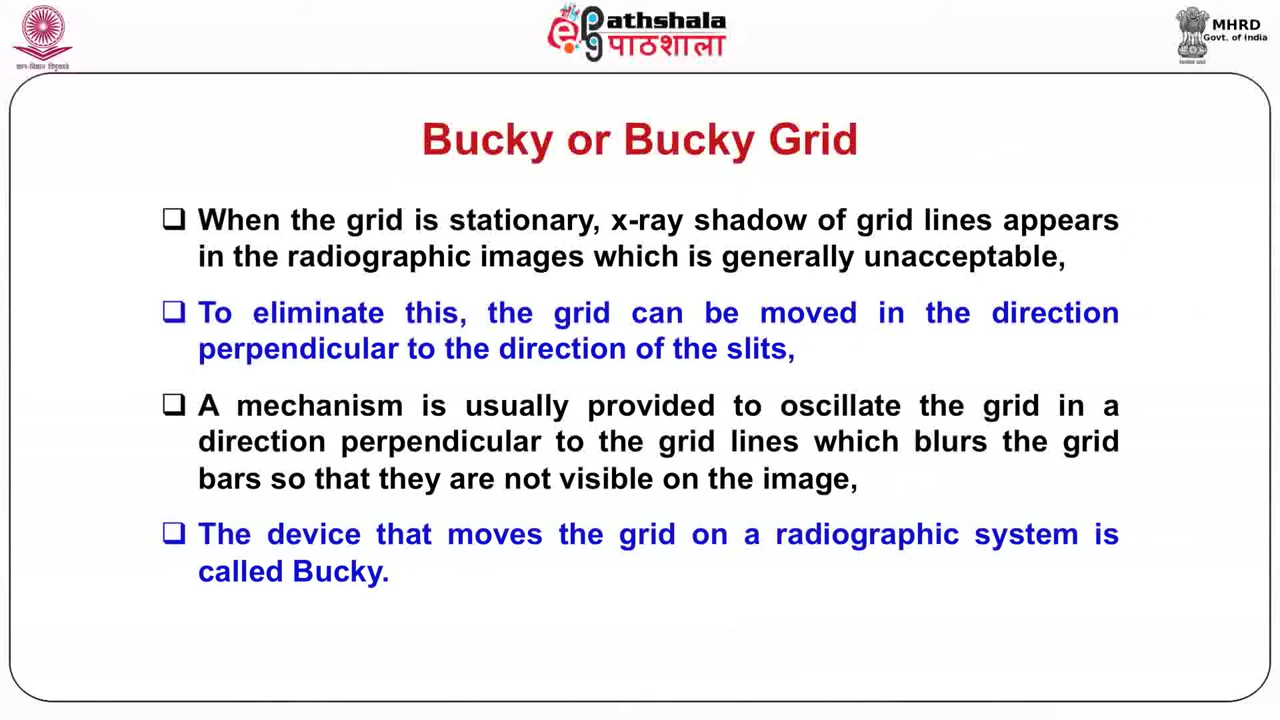 ePathshala
पाठशाला
MHRD
Govt. of India
ज्ञान-विज्ञान विमुक्तये
Bucky or Bucky Grid
When the grid is stationary, x-ray shadow of grid lines appears
in the radiographic images which is generally unacceptable,
To eliminate this, the grid can be moved in the direction
perpendicular to the direction of the slits,
A mechanism is usually provided to oscillate the grid in a
direction perpendicular to the grid lines which blurs the grid
bars so that they are not visible on the image,
The device that moves the grid on a radiographic system is
called Bucky.